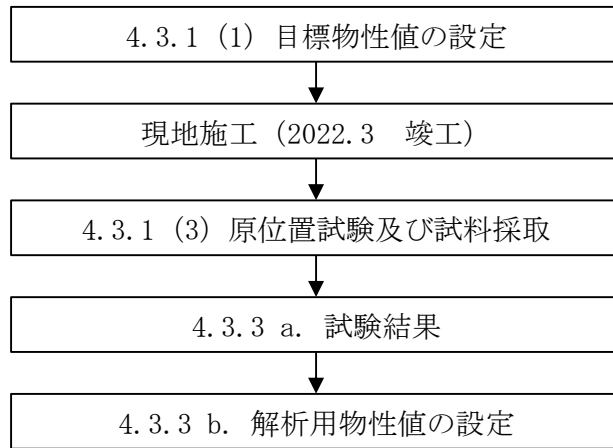 4.3.1 (1) 目標物性値の設定
現地施工 (2022.3　竣工)
4.3.1 (3) 原位置試験及び試料採取
4.3.3 a. 試験結果
4.3.3 b. 解析用物性値の設定